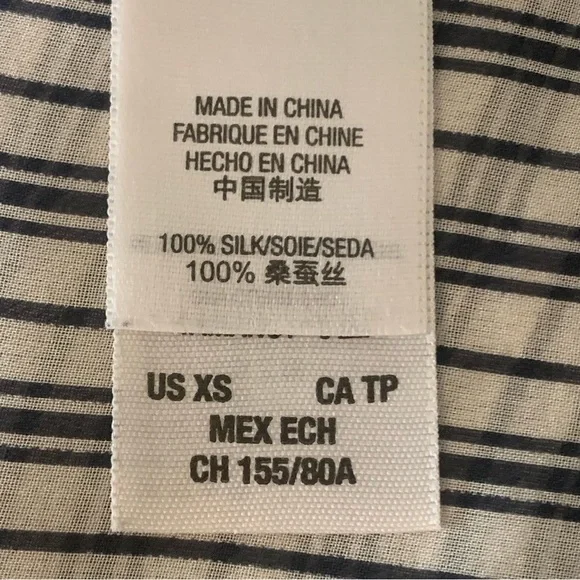 MADE IN CHINA
FABRIQUE EN CHINE
HECHO EN CHINA
中国制造
100% SILK/SOIE/SEDA
100% 桑蚕丝
US XS CA TP
MEX ECH
CH 155/80A